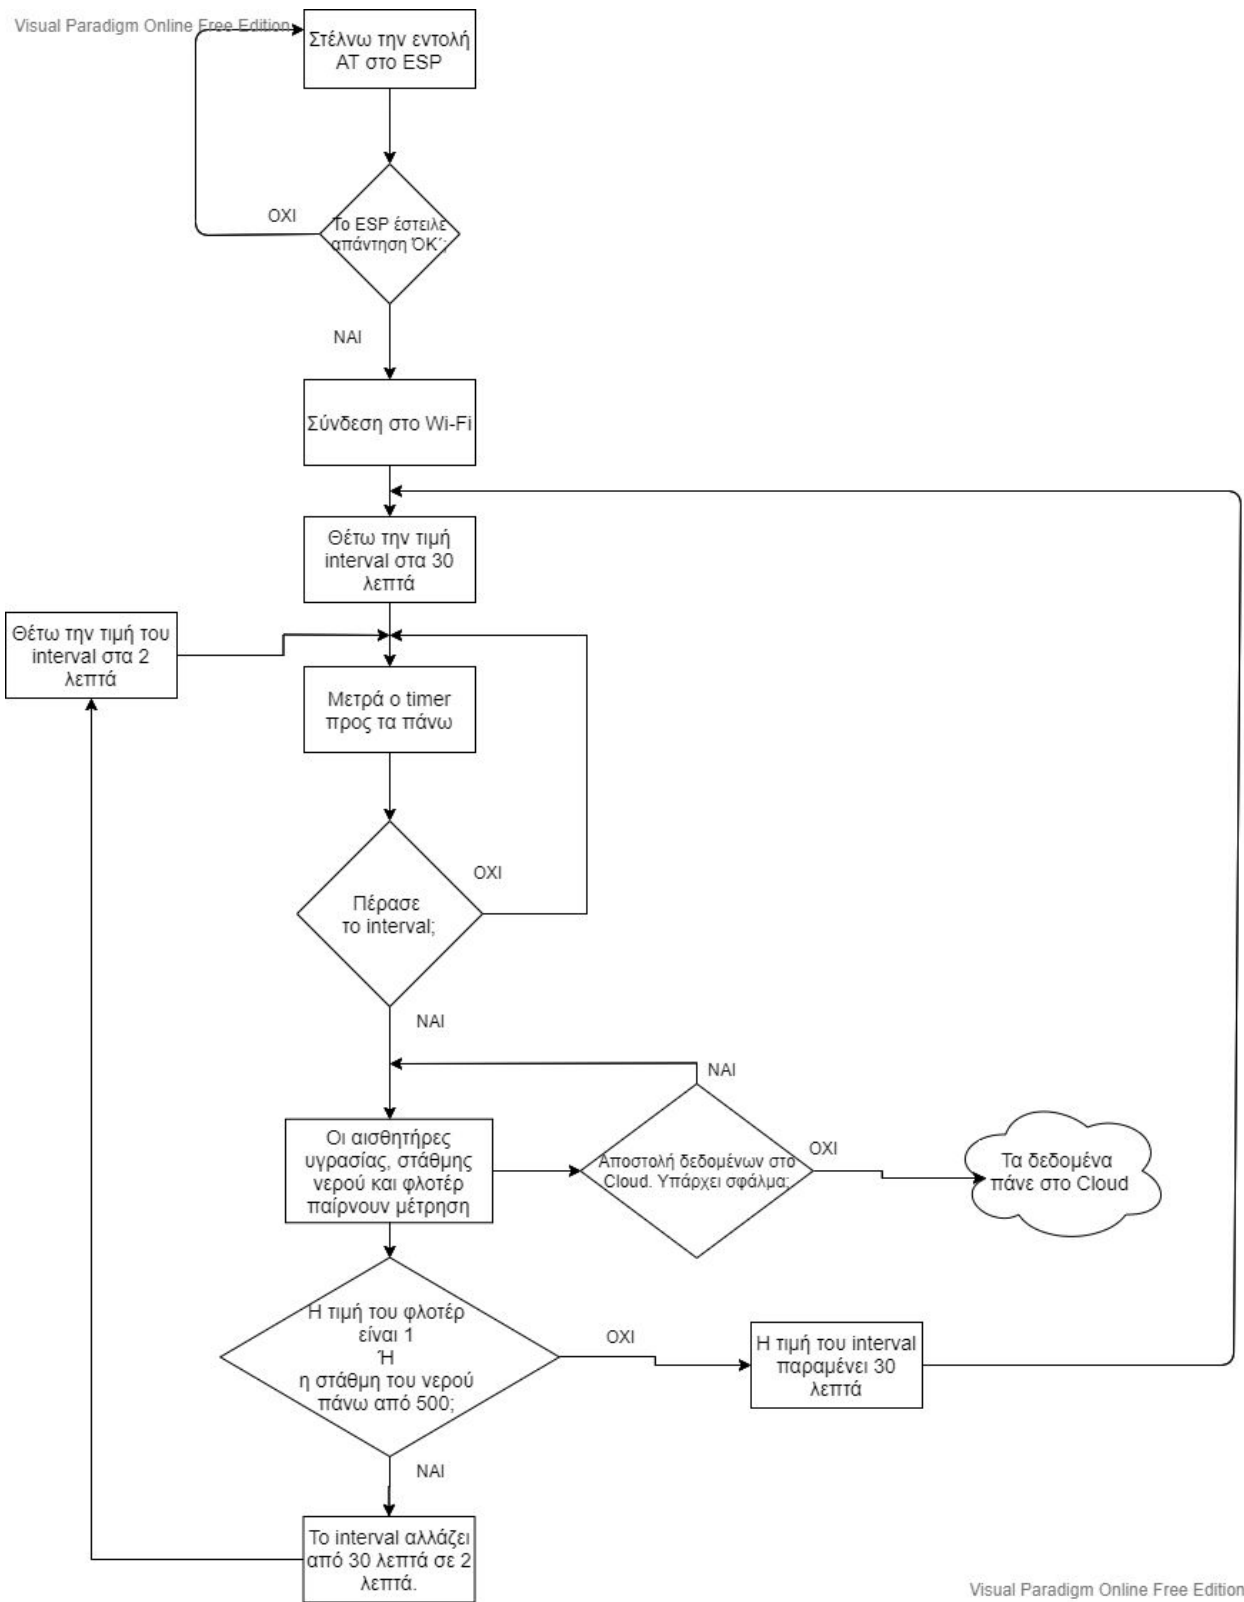 Visual Paradigm Online Free Edition
Στέλνω την εντολή
AT στο ESP
ΟΧΙ
Το ESP έστειλε
απάντηση ΌΚ΄;
ΝΑΙ
Σύνδεση στο Wi-Fi
Θέτω την τιμή
interval στα 30
λεπτά
Θέτω την τιμή του
interval στα 2
λεπτά
Μετρά ο timer
προς τα πάνω
ΟΧΙ
Πέρασε
το interval;
ΝΑΙ
ΝΑΙ
Οι αισθητήρες
υγρασίας, στάθμης
νερού και φλοτέρ
παίρνουν μέτρηση
Αποστολή δεδομένων στο
Cloud. Υπάρχει σφάλμα;
ΟΧΙ
Τα δεδομένα
πάνε στο Cloud
Η τιμή του φλοτέρ
είναι 1
Ή
η στάθμη του νερού
πάνω από 500;
ΟΧΙ
Η τιμή του interval
παραμένει 30
λεπτά
ΝΑΙ
Το interval αλλάζει
από 30 λεπτά σε 2
λεπτά.
Visual Paradigm Online Free Edition